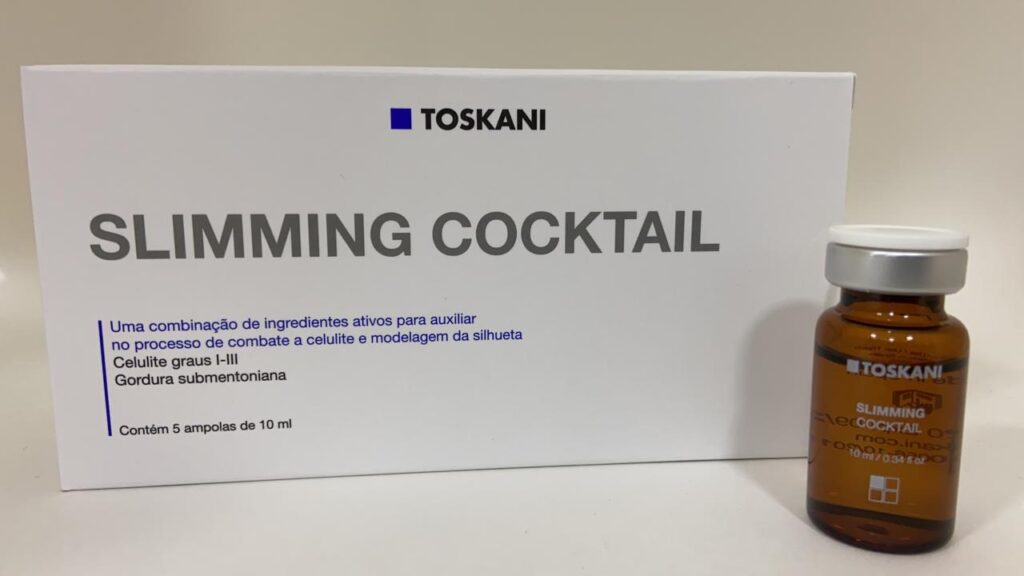 TOSKANI
SLIMMING COCKTAIL
Uma combinação de ingredientes ativos para auxiliar
no processo de combate a celulite e modelagem da silhueta
Celulite graus I-III
Gordura submentoniana
Contém 5 ampolas de 10 ml
TOSKANI
SLIMMING
COCKTAIL
10 ml / 0.34 fl oz